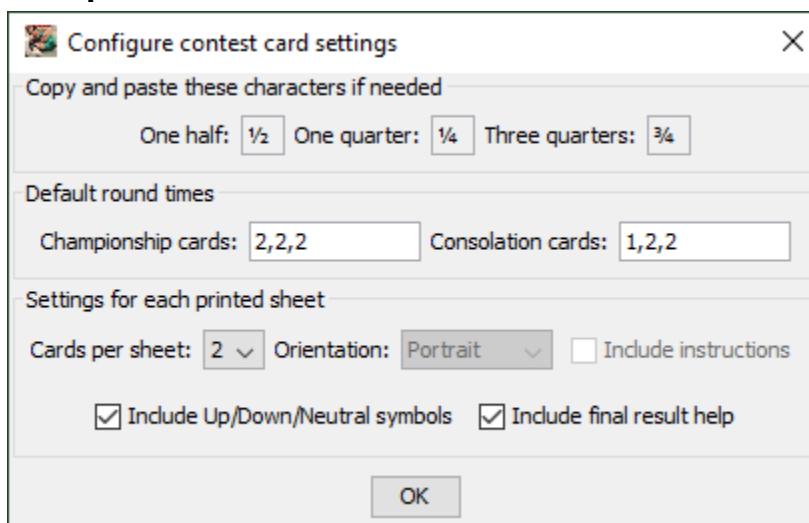 Configure contest card settings
Copy and paste these characters if needed
One half: ½ One quarter: ¼ Three quarters: ¾
Default round times
Championship cards: 2,2,2 Consolation cards: 1,2,2
Settings for each printed sheet
Cards per sheet: 2 Orientation: Portrait Include instructions
Include Up/Down/Neutral symbols Include final result help
OK